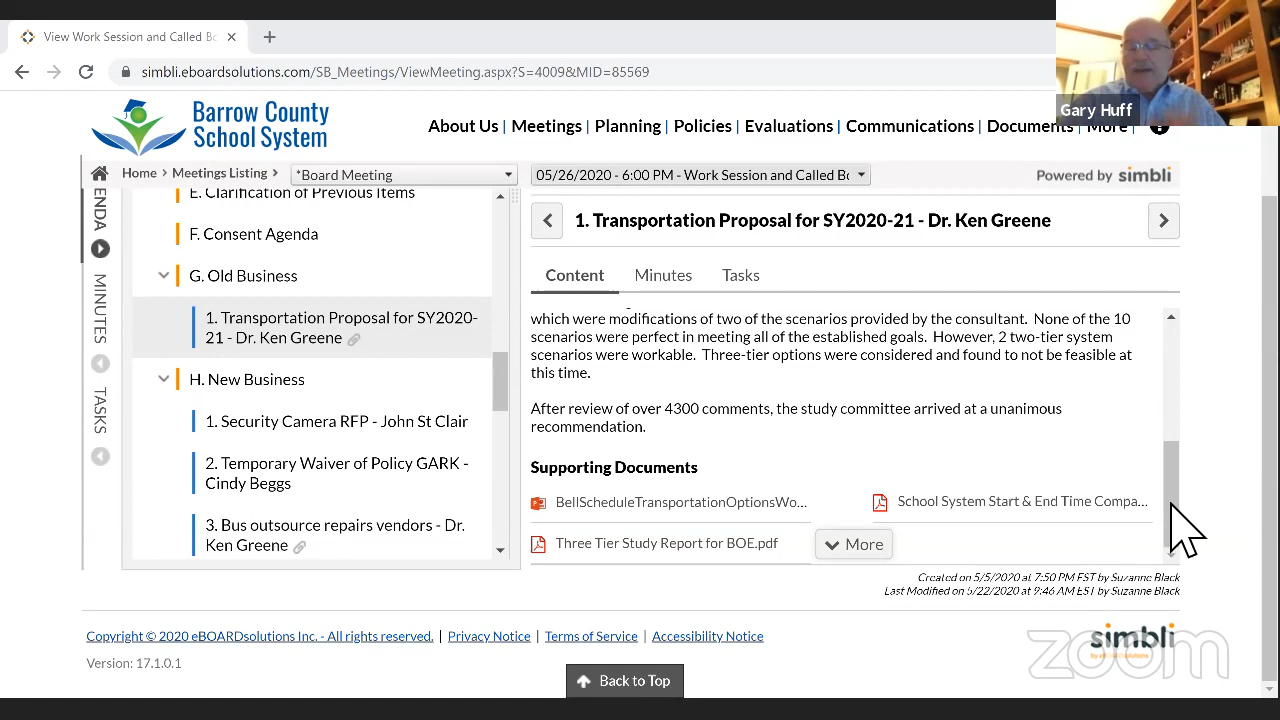 View Work Session and Called Bo
simbli.eboardsolutions.com/SB_Meetings/ViewMeeting.aspx?S=4009&MID=85569
Gary Huff
Barrow County
School System
About Us | Meetings | Planning | Policies | Evaluations | Communications | Documents | More
Home > Meetings Listing >
*Board Meeting
05/26/2020 - 6:00 PM - Work Session and Called Bo
Powered by simbli
ENDA
MINUTES
TASKS
E. Clarification of Previous Items
F. Consent Agenda
G. Old Business
1. Transportation Proposal for SY2020-
21 - Dr. Ken Greene
H. New Business
1. Security Camera RFP - John St Clair
2. Temporary Waiver of Policy GARK -
Cindy Beggs
3. Bus outsource repairs vendors - Dr.
Ken Greene
1. Transportation Proposal for SY2020-21 - Dr. Ken Greene
Content
Minutes
Tasks
which were modifications of two of the scenarios provided by the consultant. None of the 10
scenarios were perfect in meeting all of the established goals. However, 2 two-tier system
scenarios were workable. Three-tier options were considered and found to not be feasible at
this time.
After review of over 4300 comments, the study committee arrived at a unanimous
recommendation.
Supporting Documents
BellScheduleTransportationOptionsWo...
School System Start & End Time Compa...
Three Tier Study Report for BOE.pdf
More
Created on 5/5/2020 at 7:50 PM EST by Suzanne Black
Last Modified on 5/22/2020 at 9:46 AM EST by Suzanne Black
Copyright © 2020 eBOARDsolutions Inc. - All rights reserved. | Privacy Notice | Terms of Service | Accessibility Notice
Version: 17.1.0.1
simbli
zoom
Back to Top